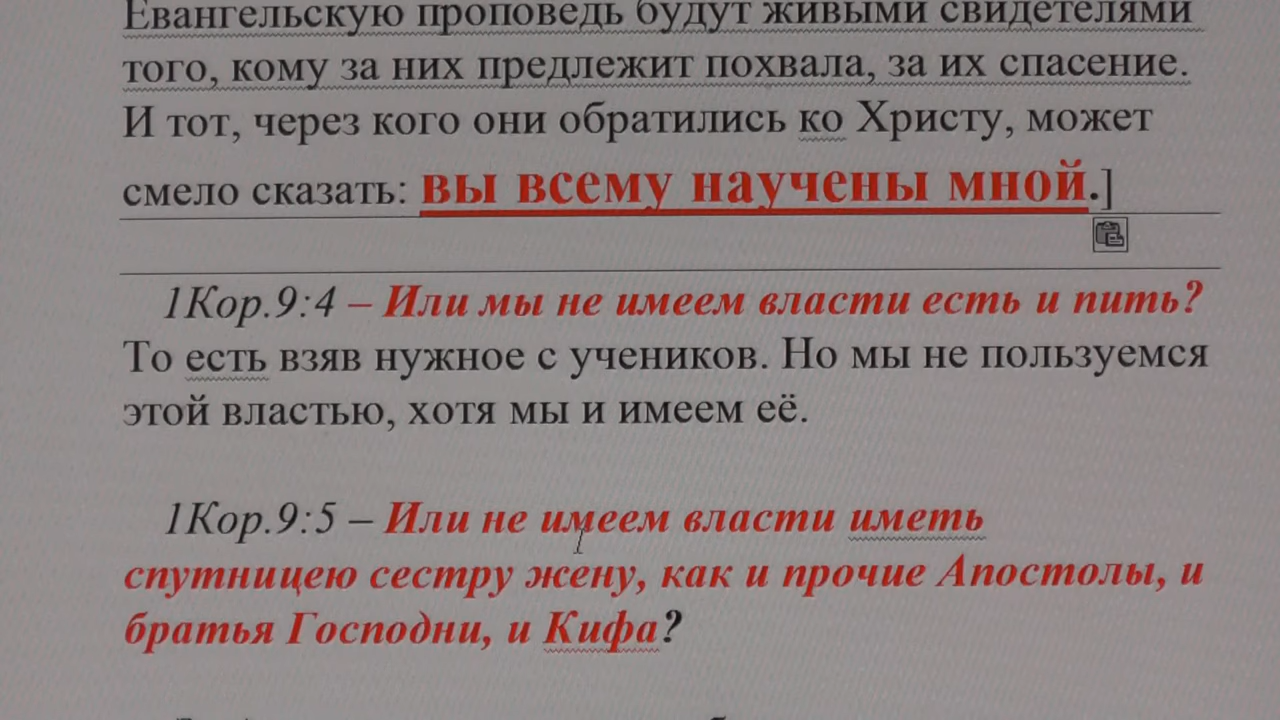 Евангельскую проповедь будут живыми свидетелями
того, кому за них предлежит похвала, за их спасение.
И тот, через кого они обратились ко Христу, может
смело сказать: вы всему научены мной.]
1Кор.9:4 – Или мы не имеем власти есть и пить?
То есть взяв нужное с учеников. Но мы не пользуемся
этой властью, хотя мы и имеем её.
1Кор.9:5 – Или не имеем власти иметь
спутницею сестру жену, как и прочие Апостолы, и
братья Господни, и Кифа?